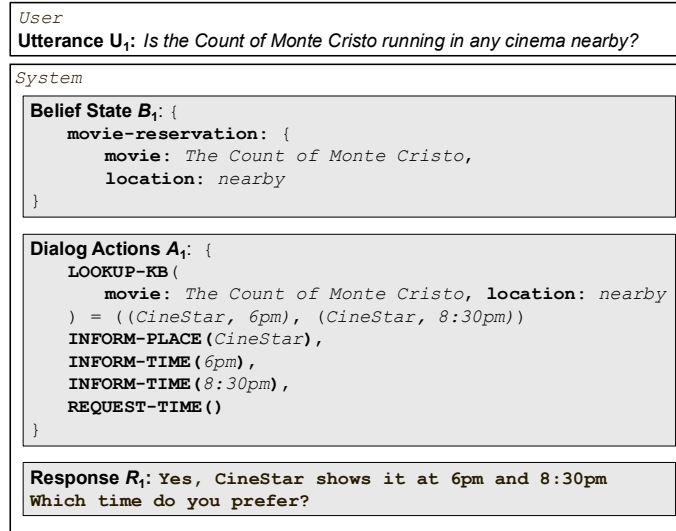 User
Utterance U₁: Is the Count of Monte Cristo running in any cinema nearby?
System
Belief State B₁: {
movie-reservation: {
movie: The Count of Monte Cristo,
location: nearby
}
Dialog Actions A₁: {
LOOKUP-KB(
movie: The Count of Monte Cristo, location: nearby
) = ((CineStar, 6pm), (CineStar, 8:30pm))
INFORM-PLACE(CineStar),
INFORM-TIME(6pm),
INFORM-TIME(8:30pm),
REQUEST-TIME()
}
Response R₁: Yes, CineStar shows it at 6pm and 8:30pm
Which time do you prefer?